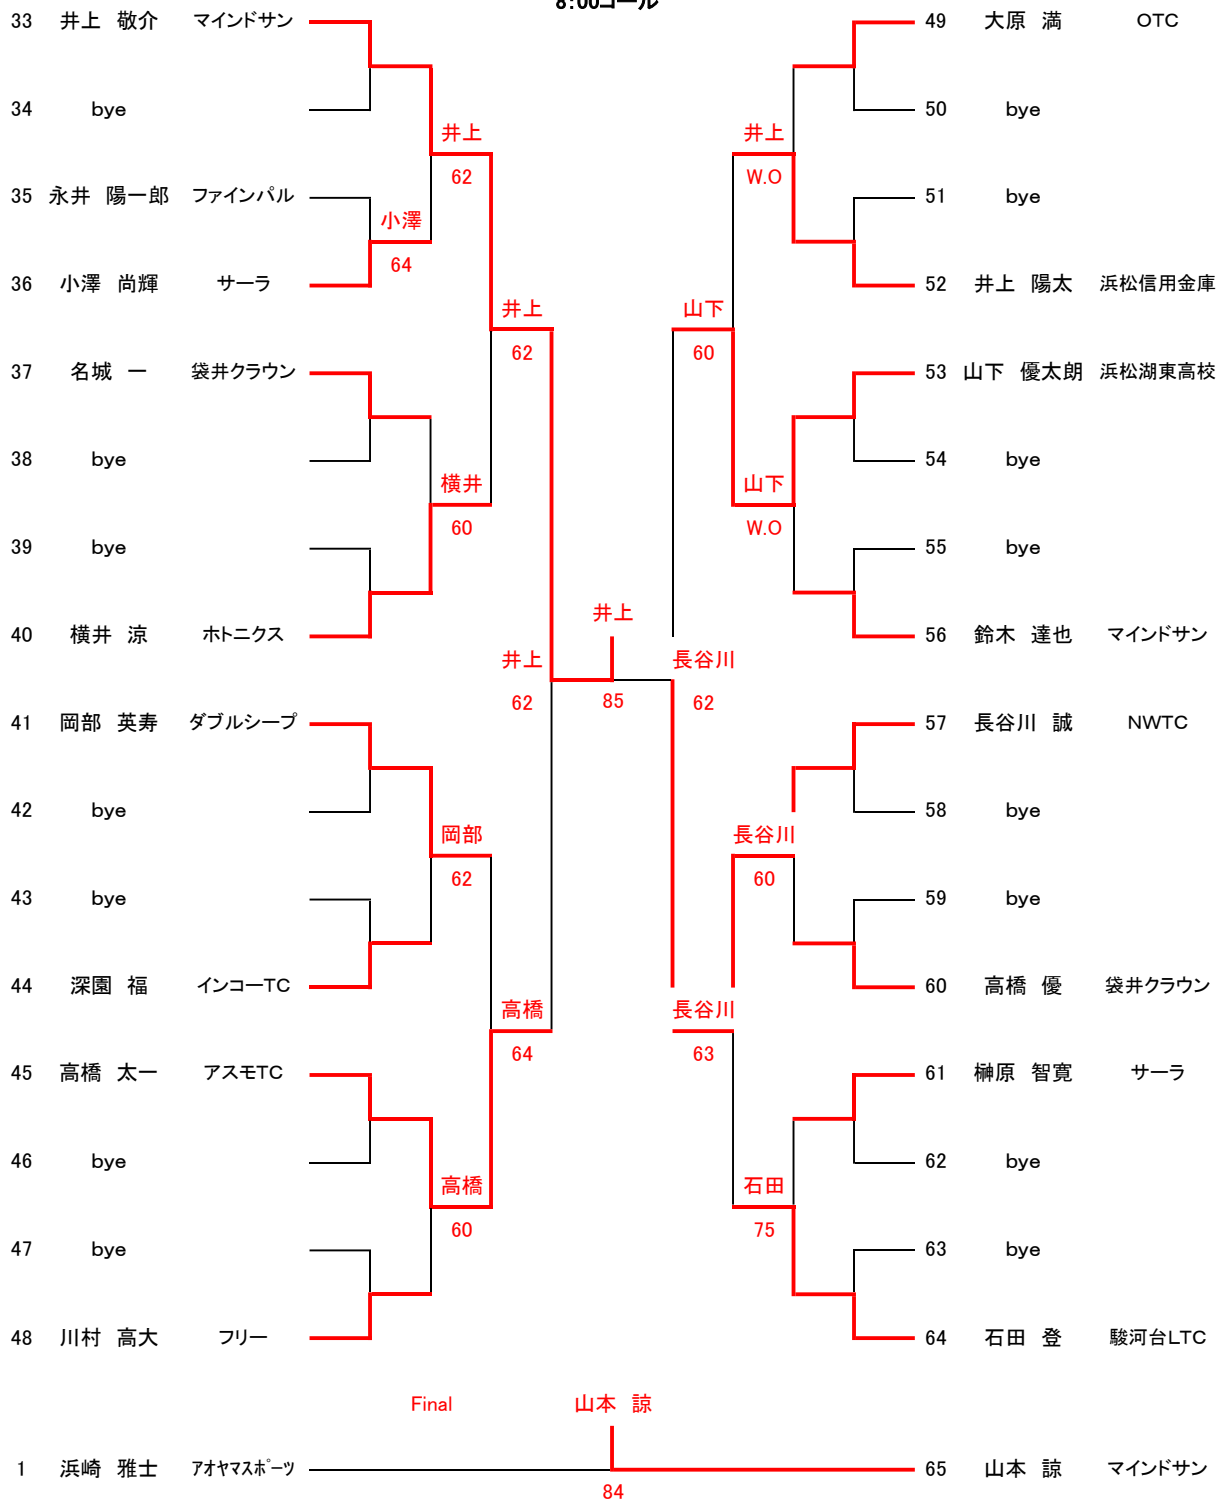 8:00コール
33 井上 敬介 マインドサン 49 大原 満 OTC
34 bye 50 bye
井上 井上
62 W.O
35 永井 陽一郎 ファインパル 51 bye
小澤
64
36 小澤 尚輝 サーラ 52 井上 陽太 浜松信用金庫
井上 山下
62 60
37 名城 一 袋井クラウン 53 山下 優太朗 浜松湖東高校
38 bye 54 bye
横井 山下
60 W.O
39 bye 55 bye
井上
40 横井 涼 ホトニクス 56 鈴木 達也 マインドサン
井上 長谷川
62 85 62
41 岡部 英寿 ダブルシープ 57 長谷川 誠 NWTC
42 bye 58 bye
岡部 長谷川
62 60
43 bye 59 bye
44 深園 福 インコーTC 60 高橋 優 袋井クラウン
高橋 長谷川
64 63
45 高橋 太一 アスモTC 61 榊原 智寛 サーラ
46 bye 62 bye
高橋 石田
60 75
47 bye 63 bye
48 川村 高大 フリー 64 石田 登 駿河台LTC
Final 山本 諒
1 浜崎 雅士 アオヤマスポーツ 65 山本 諒 マインドサン
84